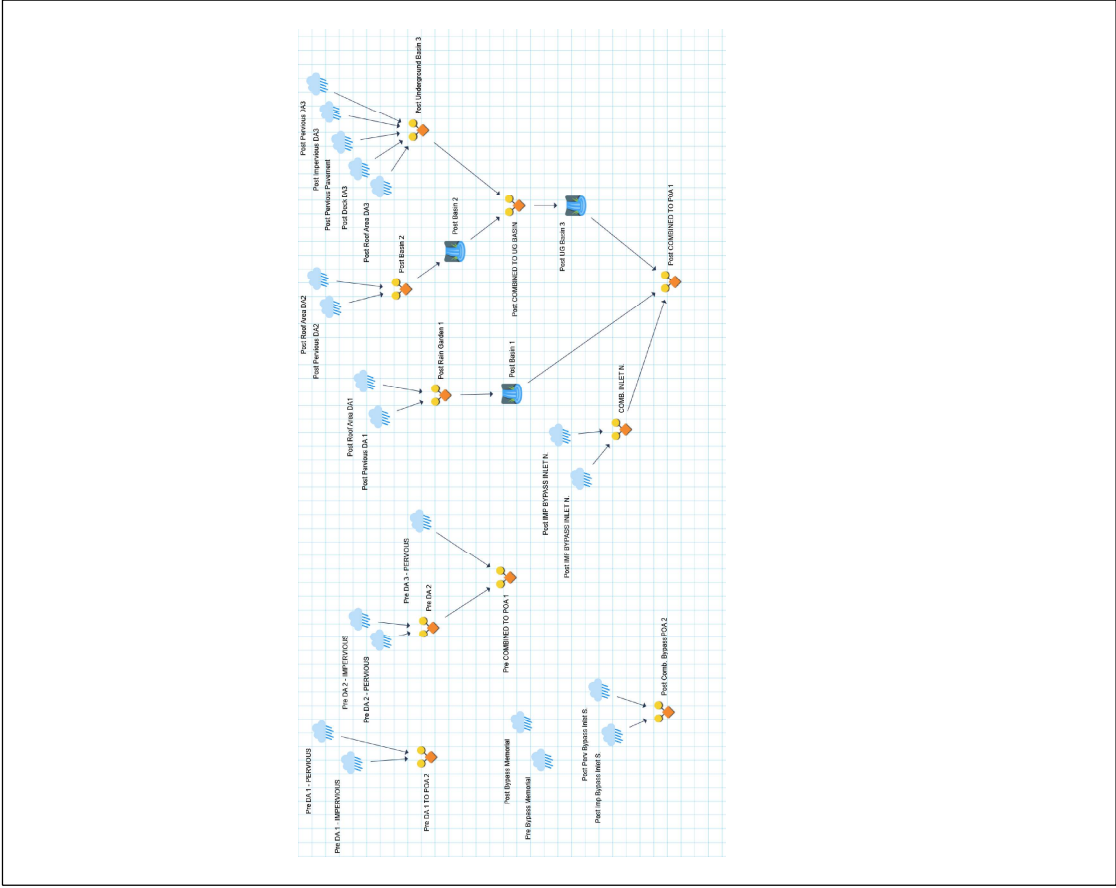 Post Pervious DA3
Post Impervious DA3
Post Pervious Pavement
Post Deck DA3
Post Roof Area DA3
Post Underground Basin 3
Post Roof Area DA2
Post Pervious DA2
Post Basin 2
Post Basin 2
Post COMBINED TO UG BASIN
Post UG Basin 3
Post COMBINED TO POA 1
Post Roof Area DA1
Post Pervious DA 1
Post Rain Garden 1
Post Basin 1
Post IMP BYPASS INLET N.
Post IMP BYPASS INLET N.
COMB. INLET N.
Pre DA 3 - PERVIOUS
Pre DA 2 - IMPERVIOUS
Pre DA 2 - PERVIOUS
Pre DA 2
Pre COMBINED TO POA 1
Pre DA 1 - PERVIOUS
Pre DA 1 - IMPERVIOUS
Pre DA 1 TO POA 2
Post Bypass Memorial
Pre Bypass Memorial
Post Perv Bypass Inlet S.
Post Imp Bypass Inlet S.
Post Comb. Bypass POA 2